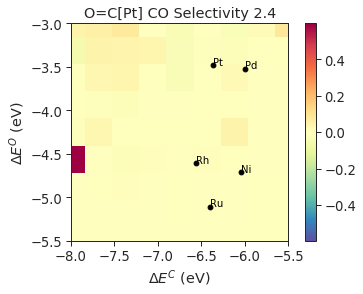 O=C[Pt] CO Selectivity 2.4
−3.0
−3.5
−4.0
−4.5
−5.0
−5.5
ΔE^O (eV)
Pt
Pd
Rh
Ni
Ru
−8.0 −7.5 −7.0 −6.5 −6.0 −5.5
ΔE^C (eV)
0.4
0.2
0.0
−0.2
−0.4